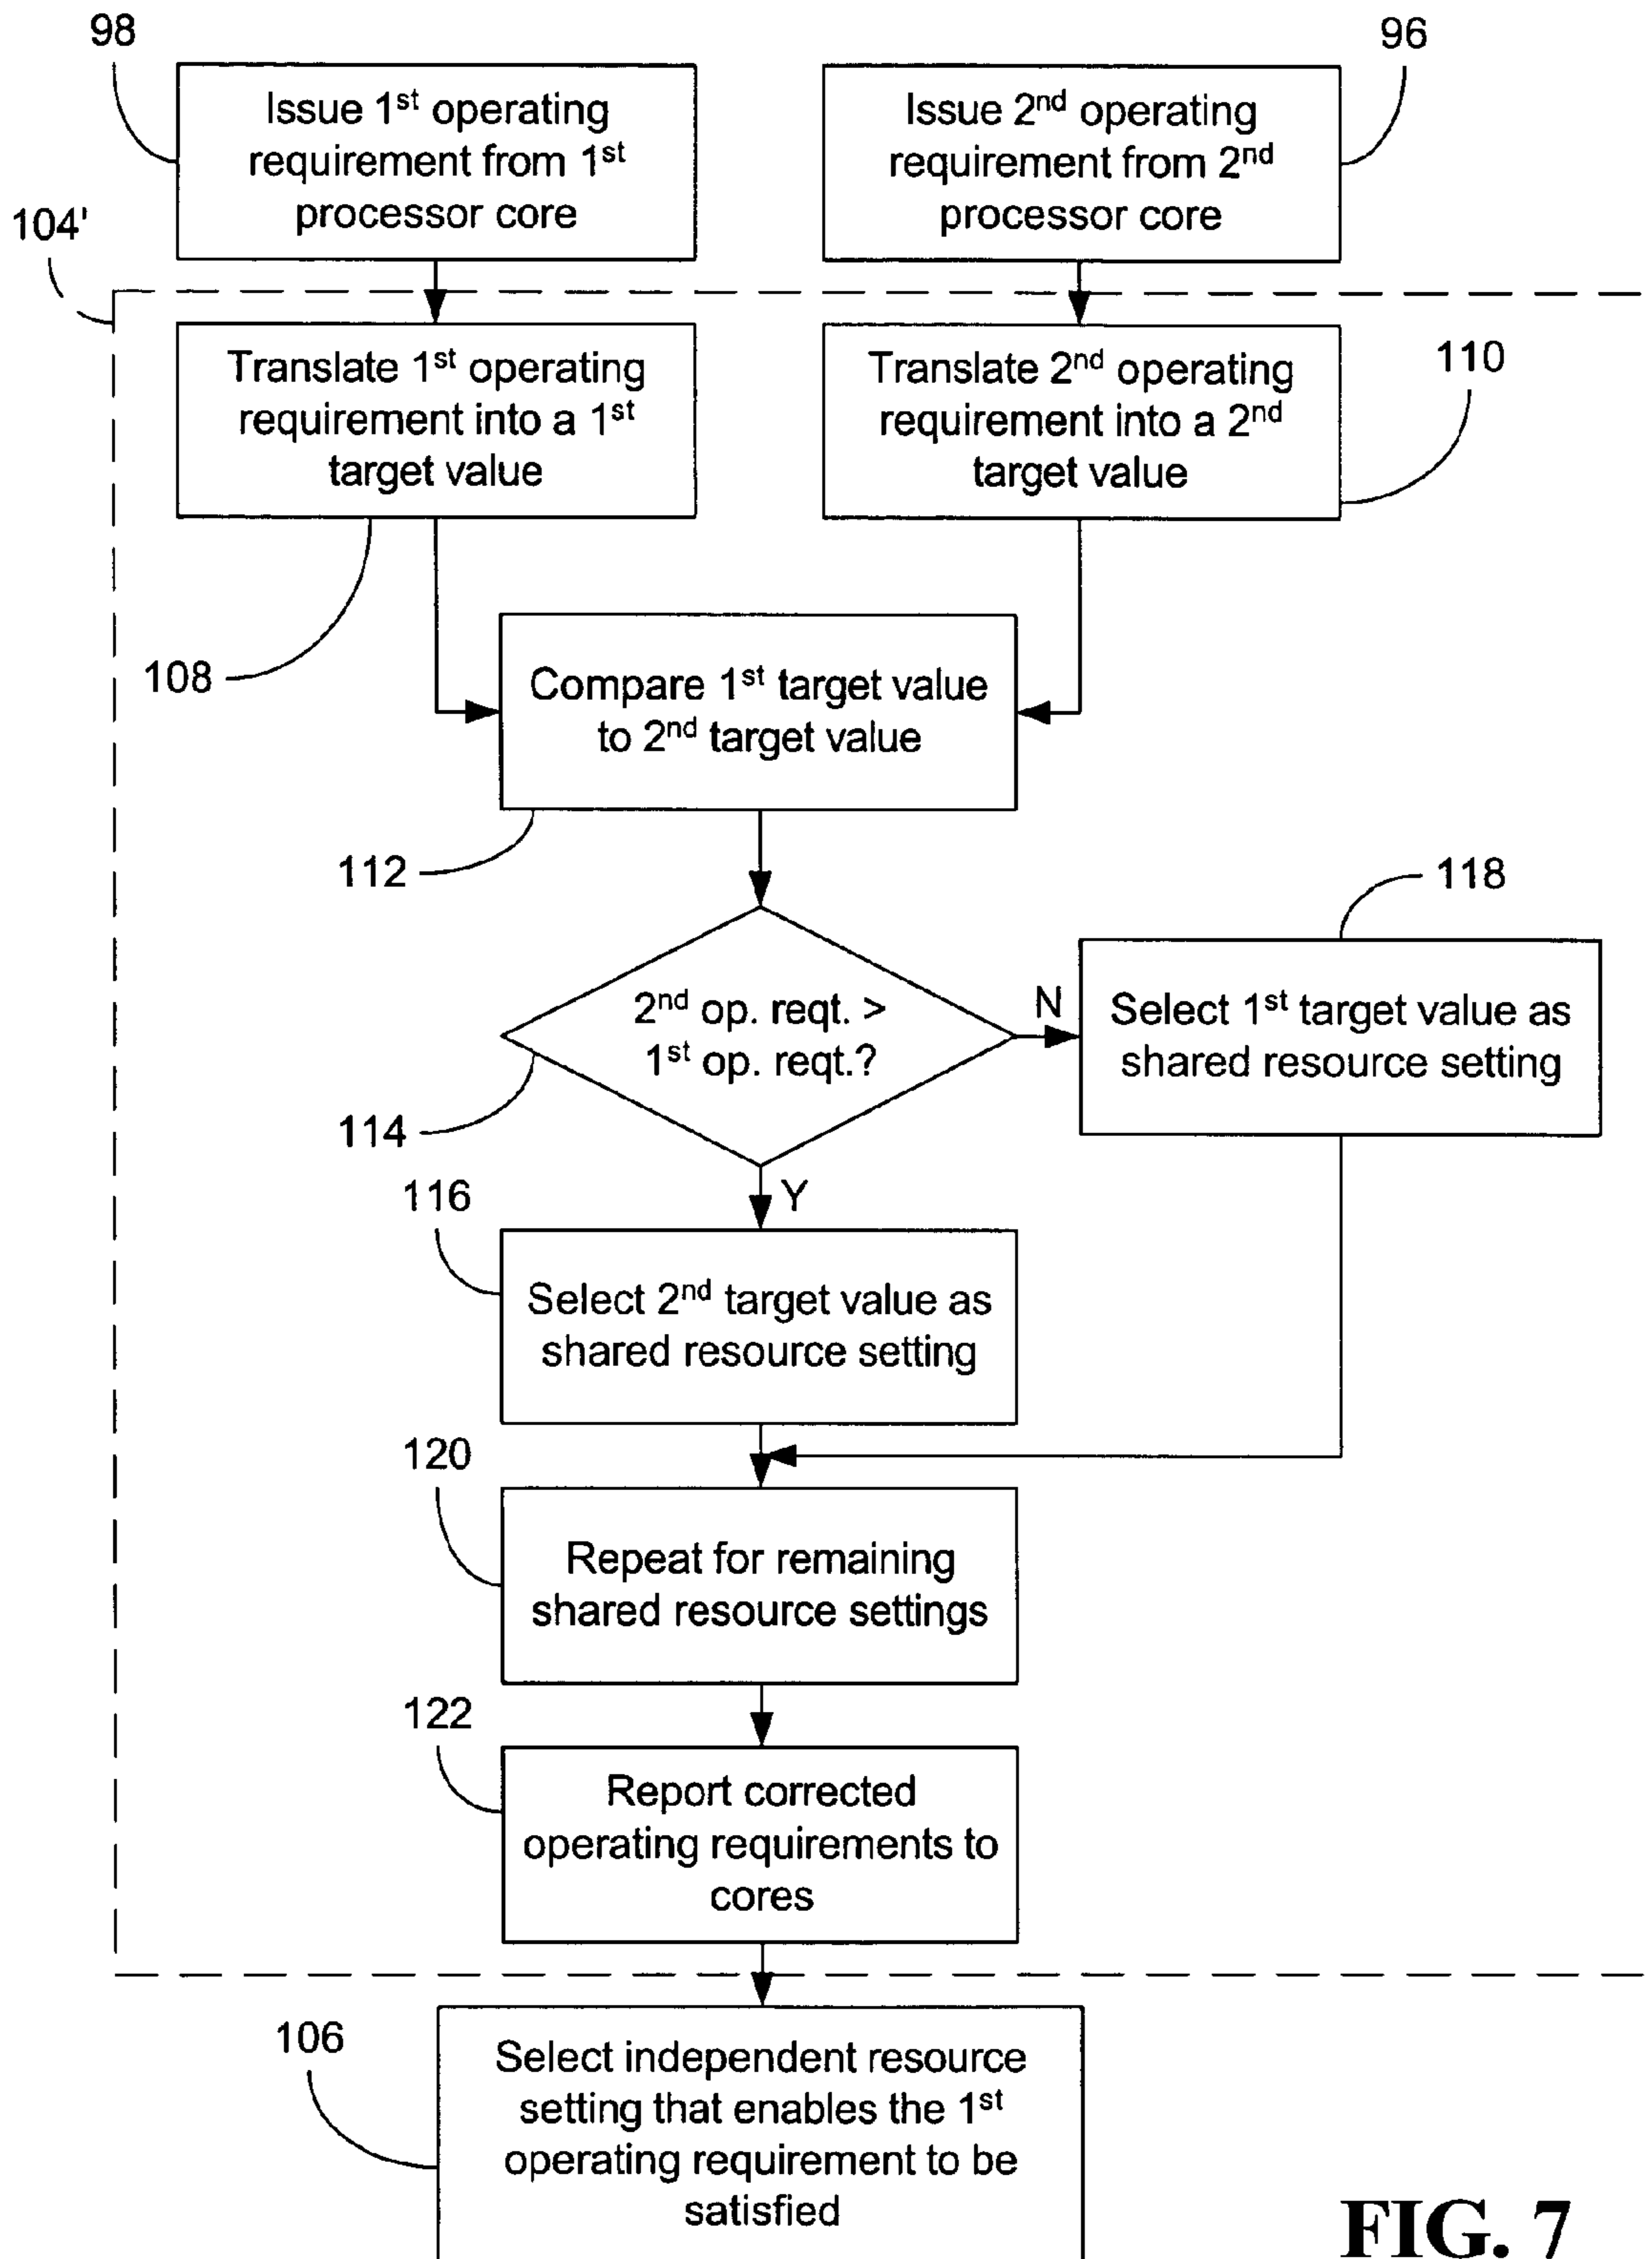 98
96
Issue 1st operating
requirement from 1st
processor core
Issue 2nd operating
requirement from 2nd
processor core
104'
Translate 1st operating
requirement into a 1st
target value
Translate 2nd operating
requirement into a 2nd
target value
110
108
Compare 1st target value
to 2nd target value
112
118
2nd op. reqt. >
1st op. reqt.?
N
Select 1st target value as
shared resource setting
114
116
Y
Select 2nd target value as
shared resource setting
120
Repeat for remaining
shared resource settings
122
Report corrected
operating requirements to
cores
106
Select independent resource
setting that enables the 1st
operating requirement to be
satisfied
FIG. 7